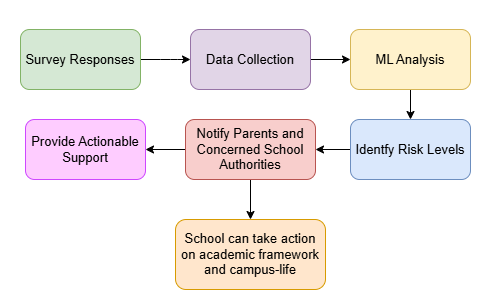 Survey Responses
Data Collection
ML Analysis
Identfy Risk Levels
Notify Parents and
Concerned School
Authorities
Provide Actionable
Support
School can take action
on academic framework
and campus-life